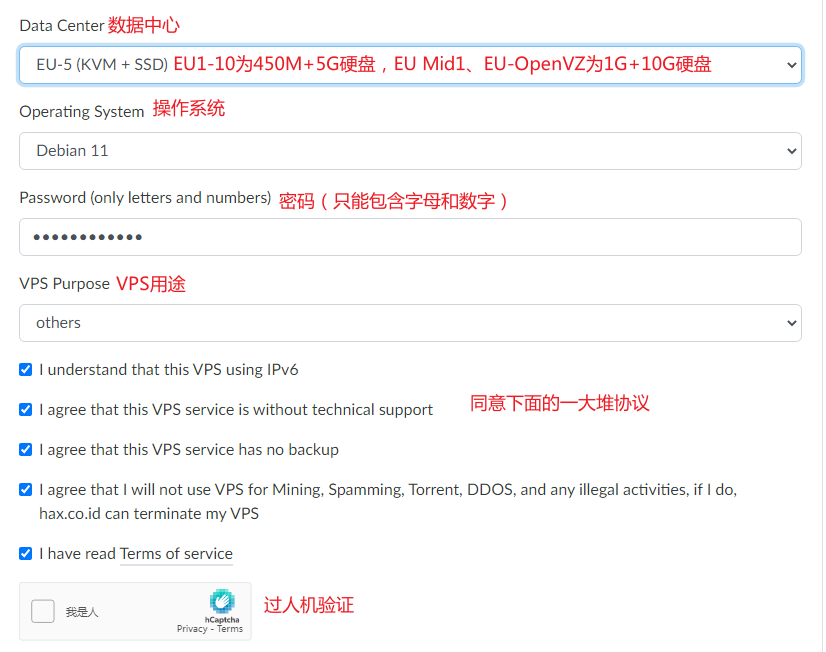 Data Center 数据中心
EU-5 (KVM + SSD) EU1-10为450M+5G硬盘，EU Mid1、EU-OpenVZ为1G+10G硬盘
Operating System 操作系统
Debian 11
Password (only letters and numbers) 密码（只能包含字母和数字）
••••••••••••
VPS Purpose VPS用途
others
I understand that this VPS using IPv6
I agree that this VPS service is without technical support 同意下面的一大堆协议
I agree that this VPS service has no backup
I agree that I will not use VPS for Mining, Spamming, Torrent, DDOS, and any illegal activities, if I do,
hax.co.id can terminate my VPS
I have read Terms of service
我是人 过人机验证
hCaptcha
Privacy - Terms